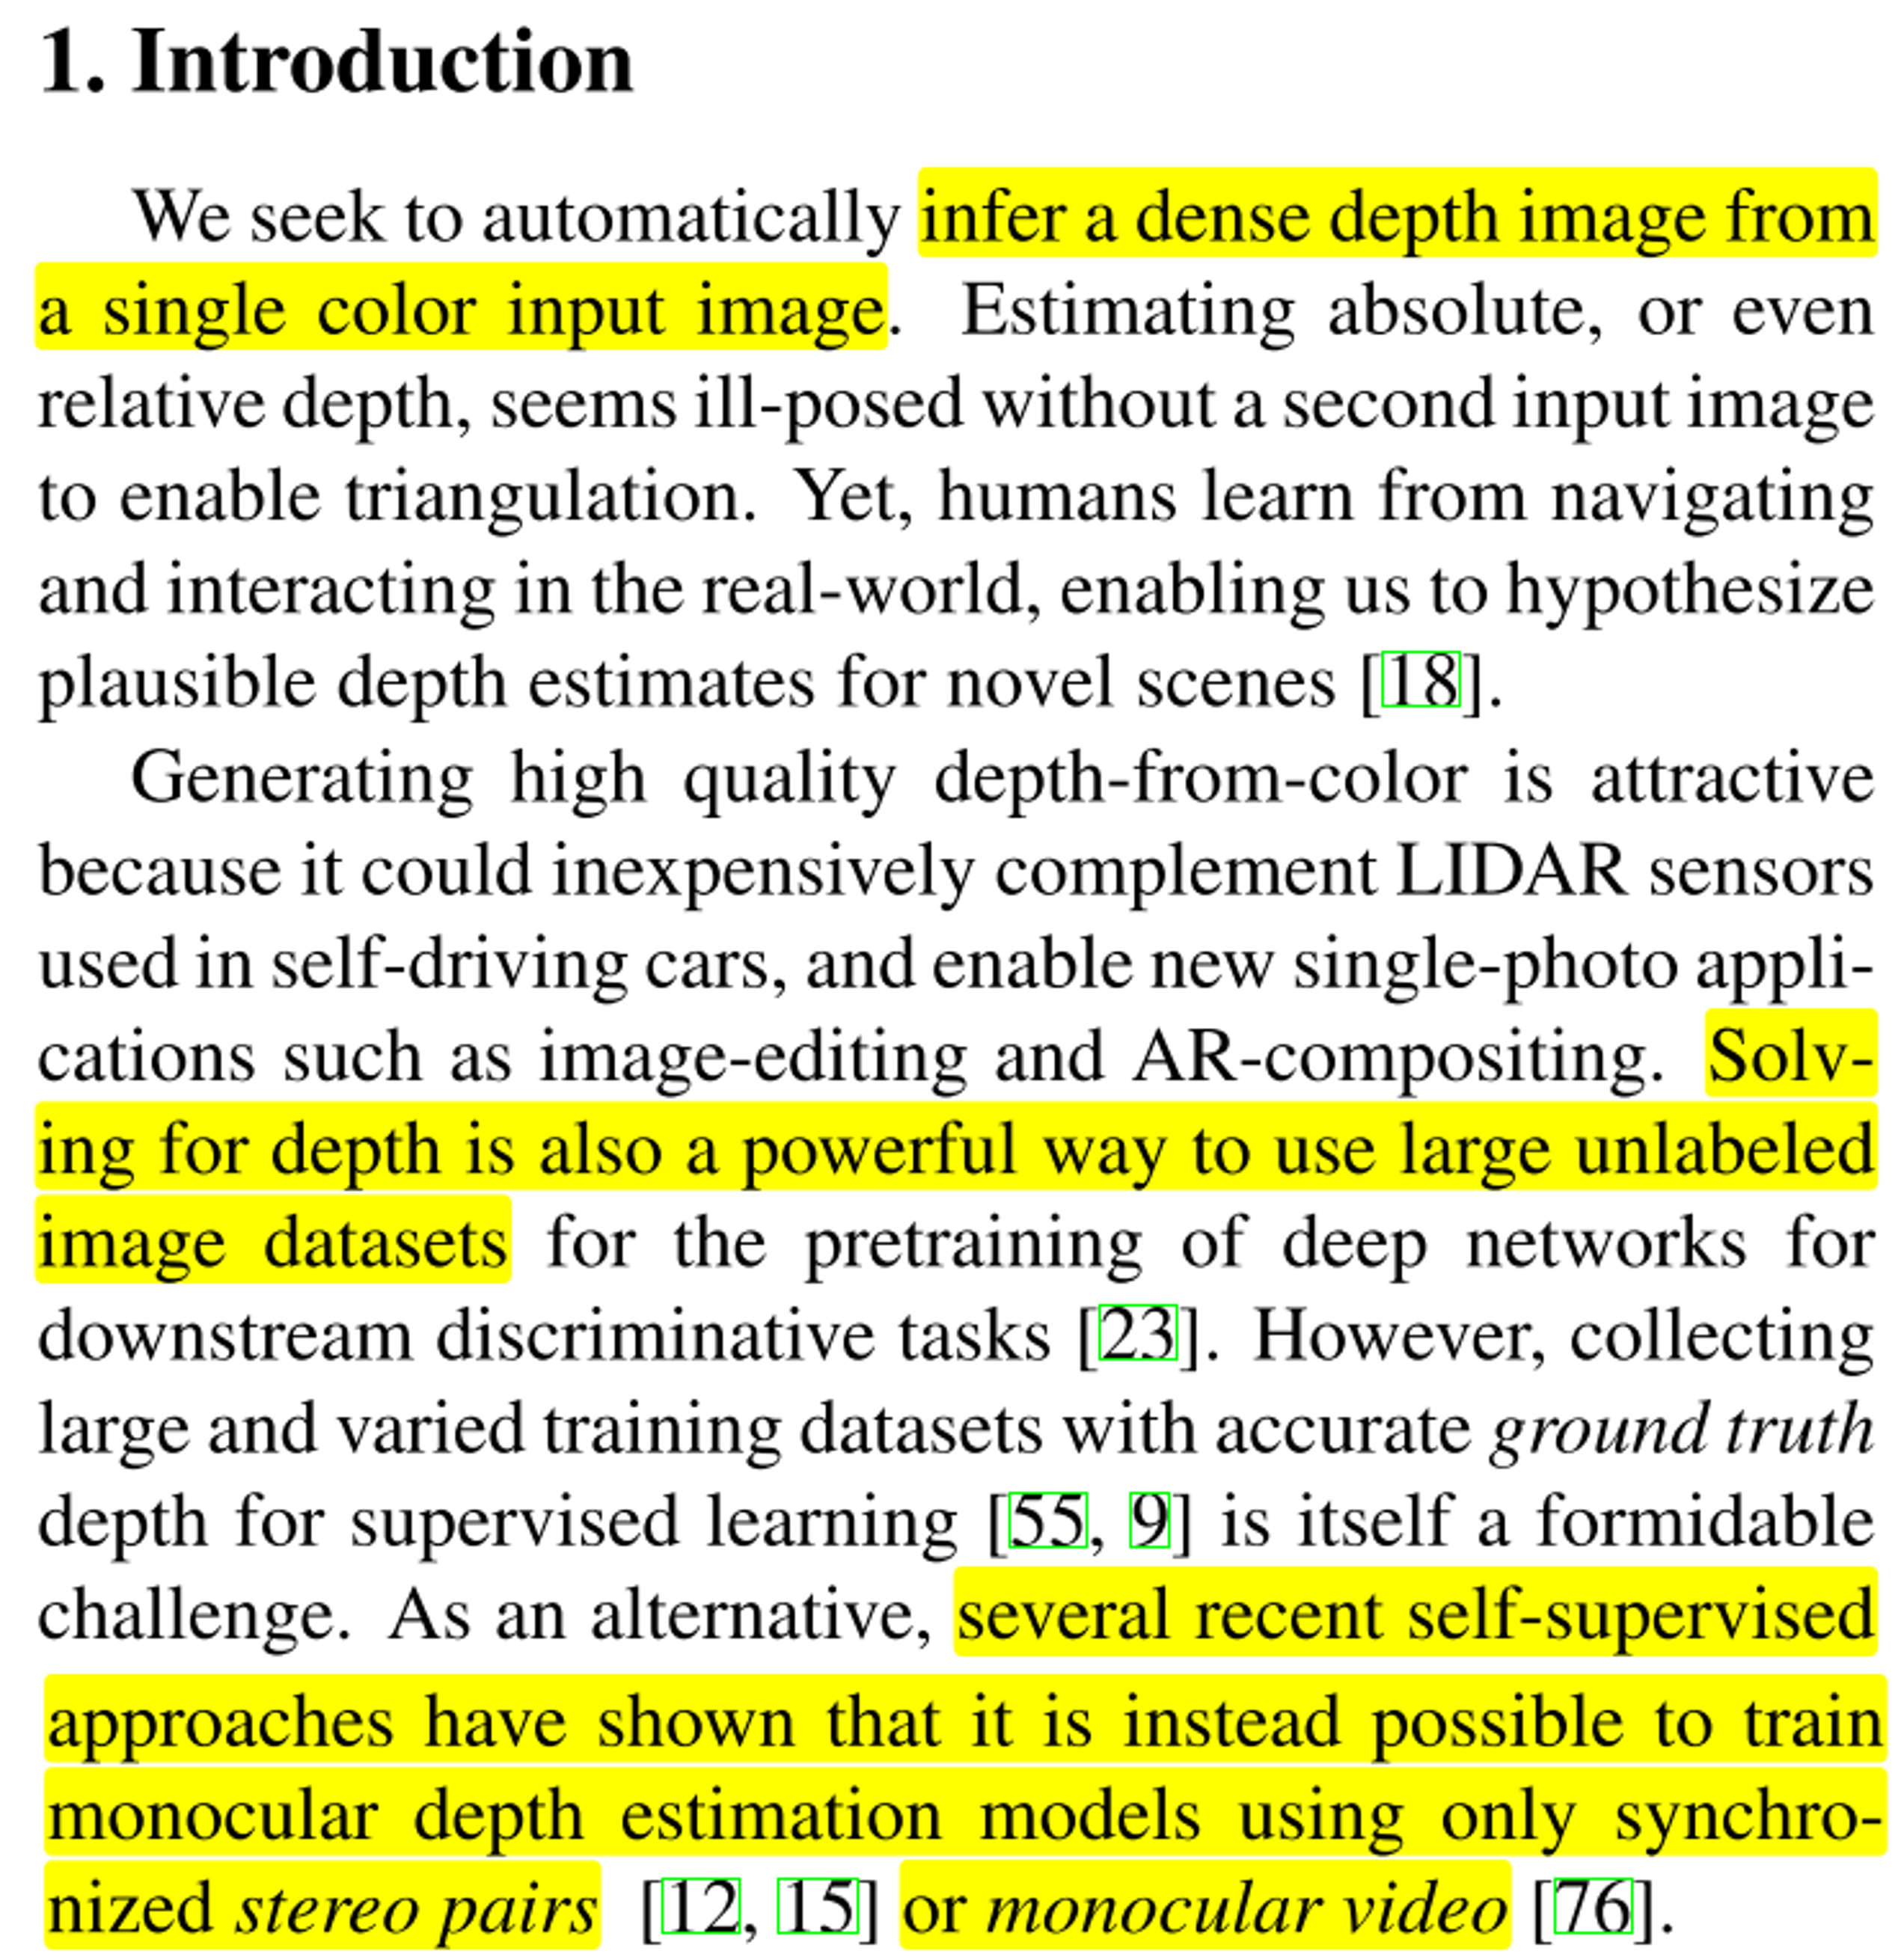 1. Introduction
We seek to automatically infer a dense depth image from
a single color input image. Estimating absolute, or even
relative depth, seems ill-posed without a second input image
to enable triangulation. Yet, humans learn from navigating
and interacting in the real-world, enabling us to hypothesize
plausible depth estimates for novel scenes [18].
Generating high quality depth-from-color is attractive
because it could inexpensively complement LIDAR sensors
used in self-driving cars, and enable new single-photo appli-
cations such as image-editing and AR-compositing. Solv-
ing for depth is also a powerful way to use large unlabeled
image datasets for the pretraining of deep networks for
downstream discriminative tasks [23]. However, collecting
large and varied training datasets with accurate ground truth
depth for supervised learning [55, 9] is itself a formidable
challenge. As an alternative, several recent self-supervised
approaches have shown that it is instead possible to train
monocular depth estimation models using only synchro-
nized stereo pairs [12, 15] or monocular video [76].